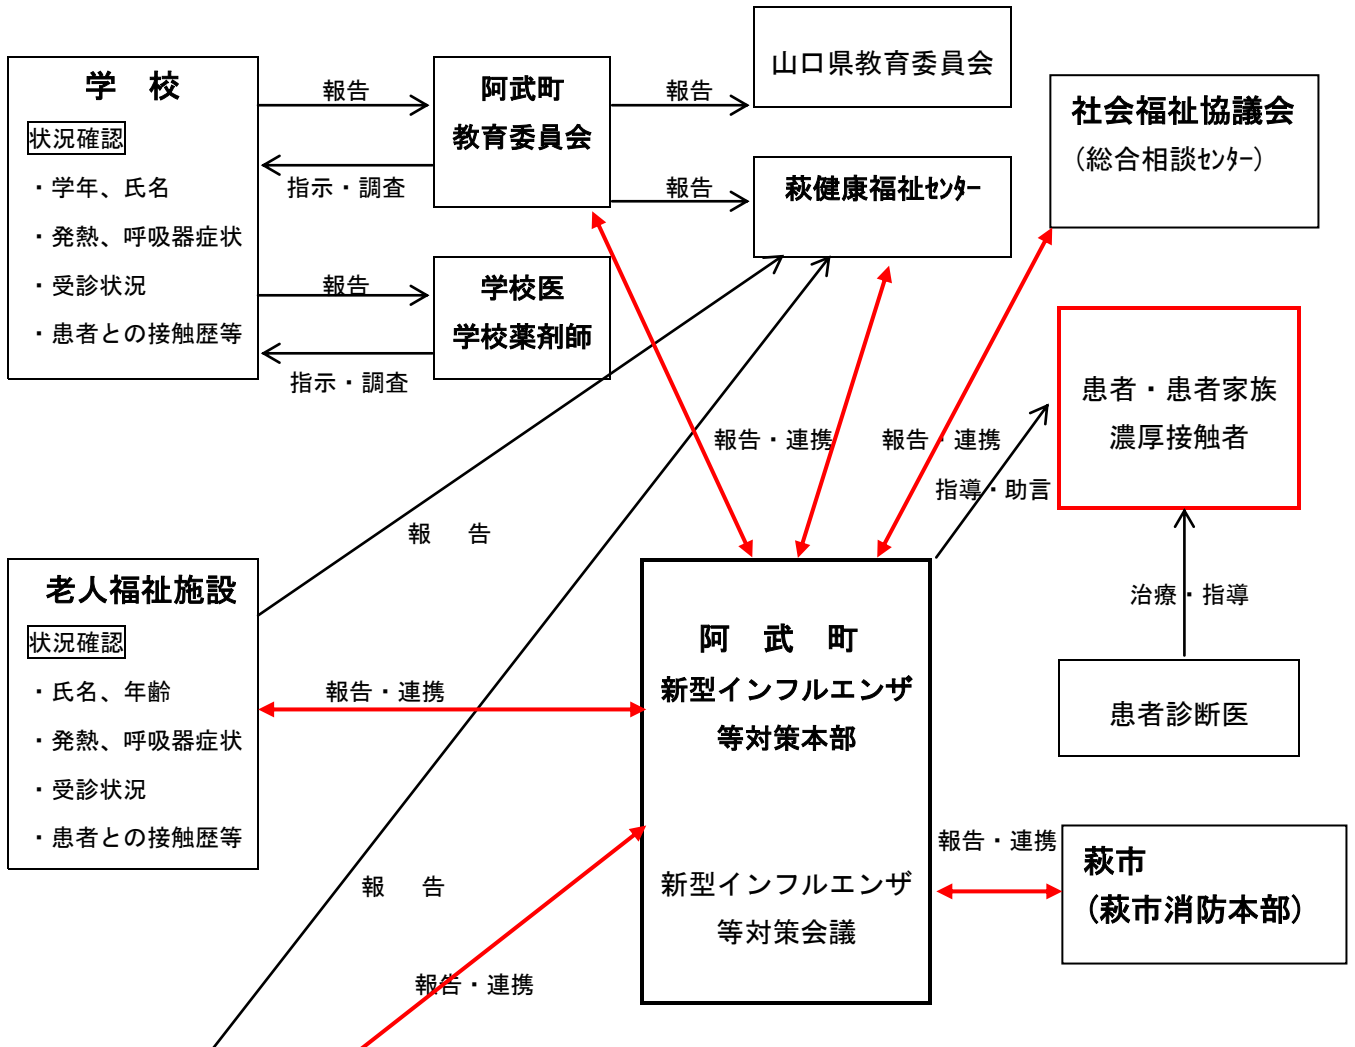 学　校
状況確認
・学年、氏名
・発熱、呼吸器症状
・受診状況
・患者との接触歴等
報告
指示・調査
報告
指示・調査
阿武町
教育委員会
学校医
学校薬剤師
報告
報告
山口県教育委員会
萩健康福祉ｾﾝﾀｰ
社会福祉協議会
（総合相談ｾﾝﾀｰ）
患者・患者家族
濃厚接触者
報告・連携
報告・連携
指導・助言
報　告
治療・指導
患者診断医
老人福祉施設
状況確認
・氏名、年齢
・発熱、呼吸器症状
・受診状況
・患者との接触歴等
報告・連携
阿　武　町
新型インフルエンザ
等対策本部
新型インフルエンザ
等対策会議
報　告
報告・連携
報告・連携
萩市
（萩市消防本部）